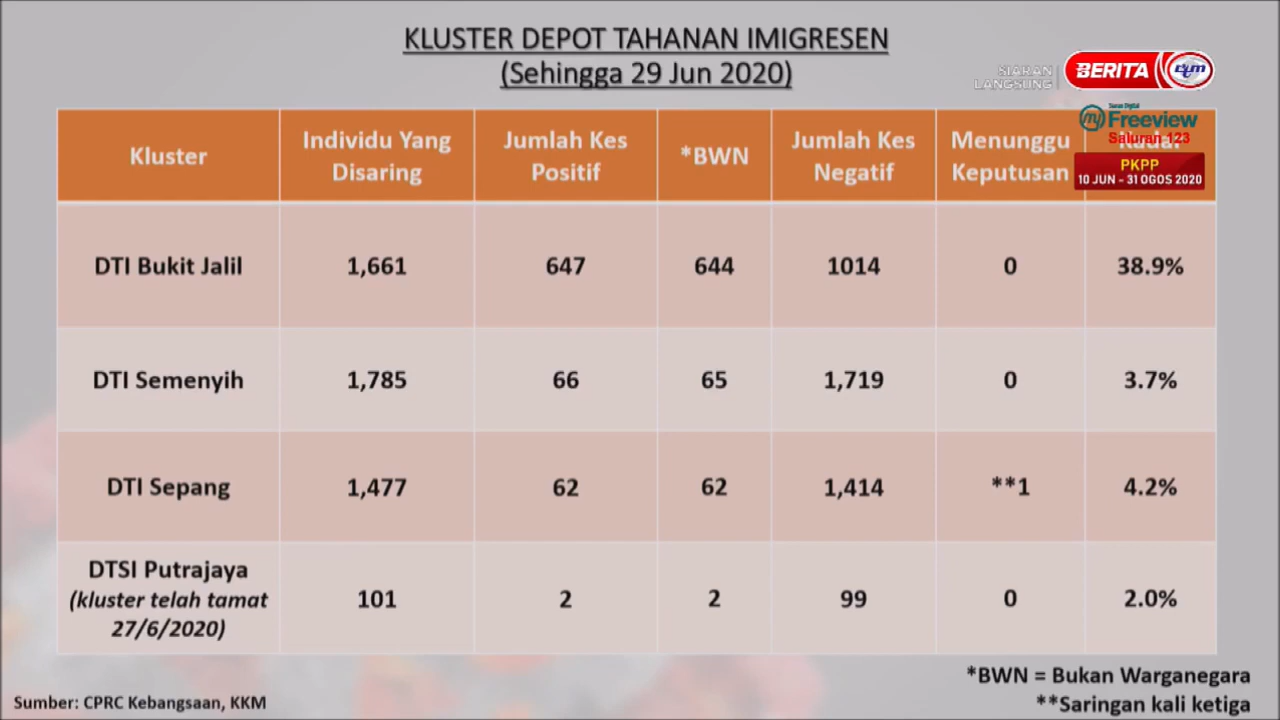 KLUSTER DEPOT TAHANAN IMIGRESEN
(Sehingga 29 Jun 2020)
SIARAN
LANGSUNG
BERITA rtm
Freeview
Saluran 123
PKPP
10 JUN - 31 OGOS 2020
Kluster
Individu Yang
Disaring
Jumlah Kes
Positif
*BWN
Jumlah Kes
Negatif
Menunggu
Keputusan
DTI Bukit Jalil 1,661 647 644 1014 0 38.9%
DTI Semenyih 1,785 66 65 1,719 0 3.7%
DTI Sepang 1,477 62 62 1,414 **1 4.2%
DTSI Putrajaya
(kluster telah tamat
27/6/2020)
101 2 2 99 0 2.0%
*BWN = Bukan Warganegara
**Saringan kali ketiga
Sumber: CPRC Kebangsaan, KKM